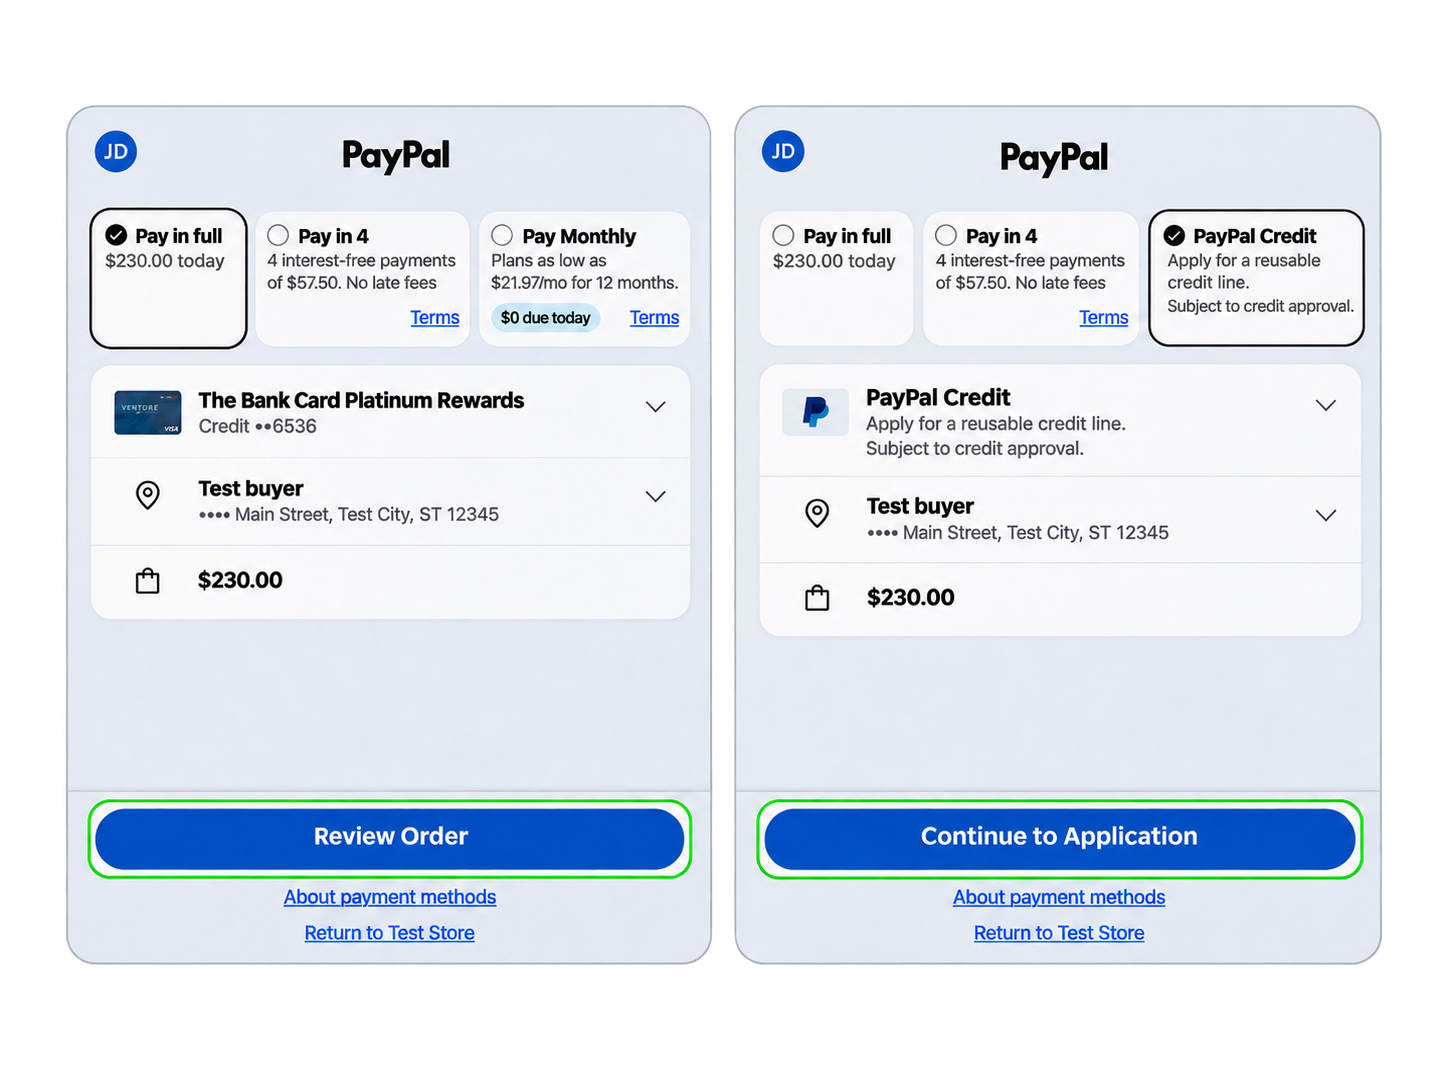 JD
PayPal
Pay in full
$230.00 today
Pay in 4
4 interest-free payments
of $57.50. No late fees
Terms
Pay Monthly
Plans as low as
$21.97/mo for 12 months.
$0 due today
Terms
VENTURE
VISA
The Bank Card Platinum Rewards
Credit ••6536
Test buyer
•••• Main Street, Test City, ST 12345
$230.00
Review Order
About payment methods
Return to Test Store
JD
PayPal
Pay in full
$230.00 today
Pay in 4
4 interest-free payments
of $57.50. No late fees
Terms
PayPal Credit
Apply for a reusable
credit line.
Subject to credit approval.
PayPal Credit
Apply for a reusable credit line.
Subject to credit approval.
Test buyer
•••• Main Street, Test City, ST 12345
$230.00
Continue to Application
About payment methods
Return to Test Store